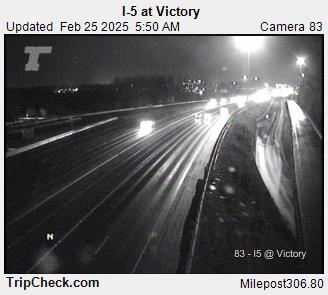 I-5 at Victory
Updated  Feb 25 2025  5:50 AM    Camera 83
T
N
83 - I5 @ Victory
TripCheck.com    Milepost306.80